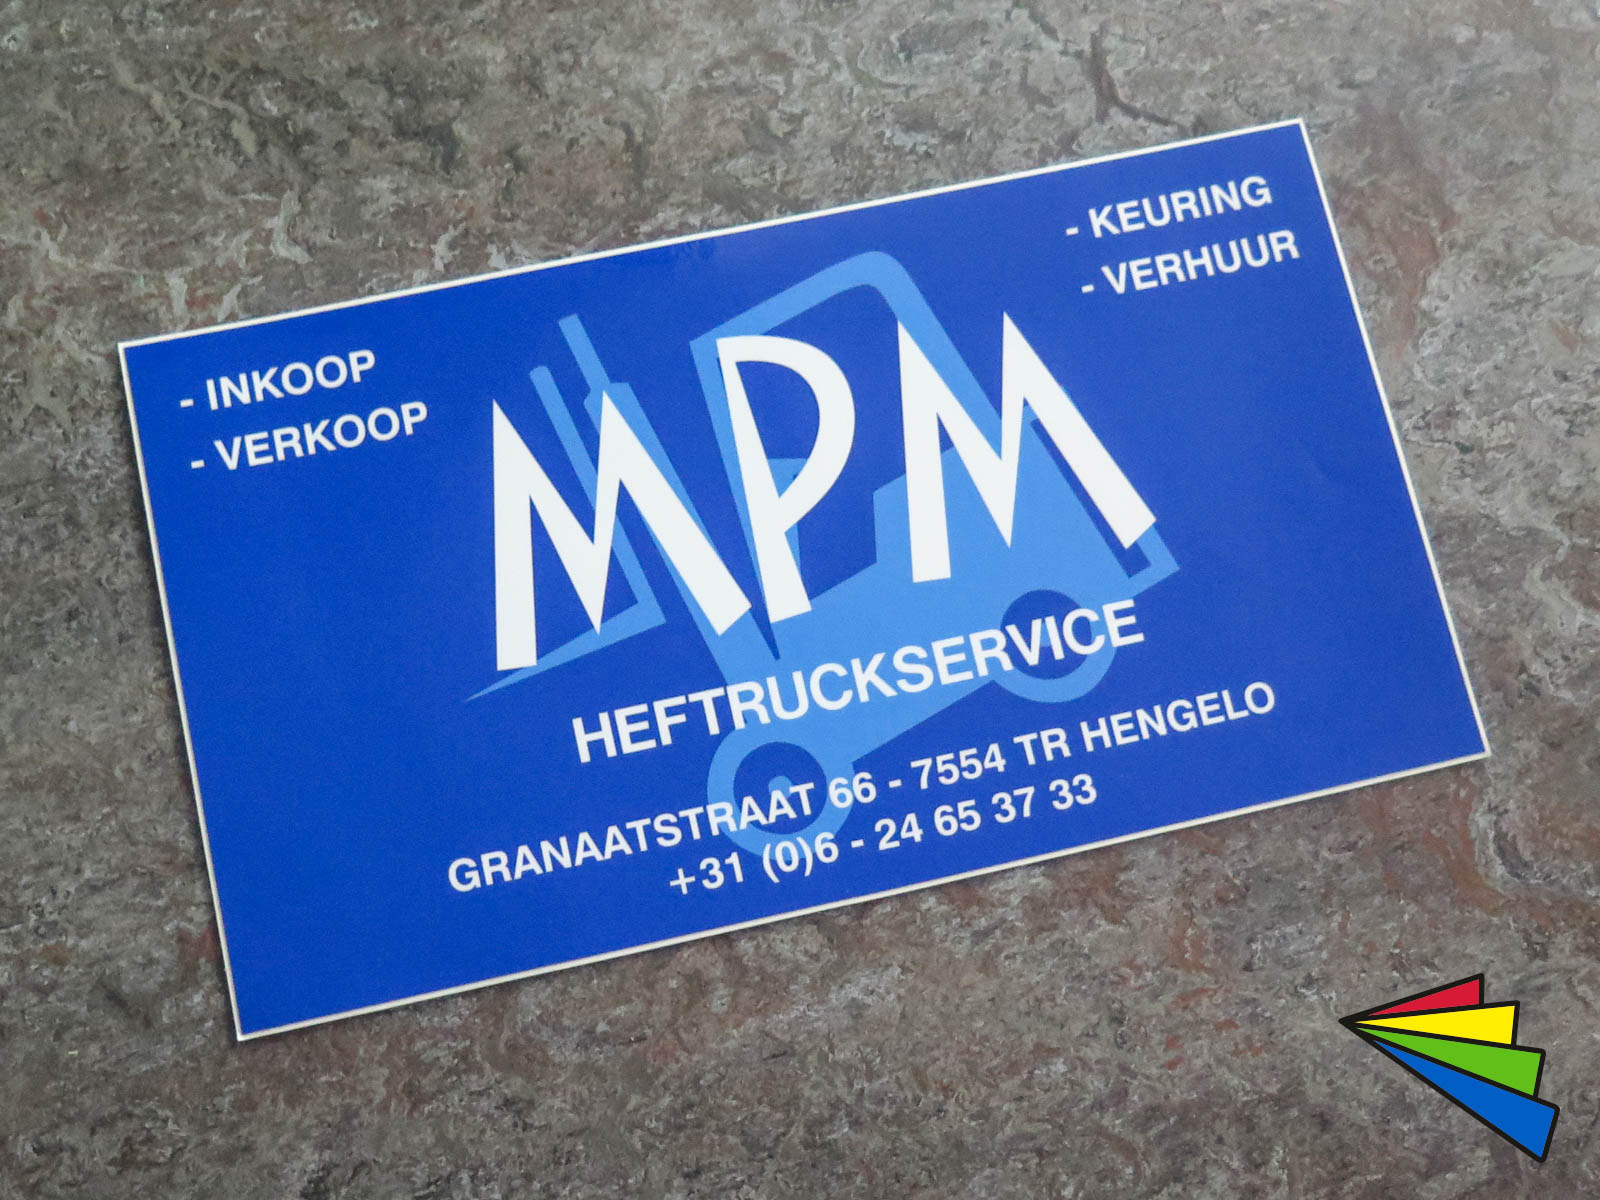 - INKOOP
- VERKOOP
- KEURING
- VERHUUR
MPM
HEFTRUCKSERVICE
GRANAATSTRAAT 66 - 7554 TR HENGELO
+31 (0)6 - 24 65 37 33